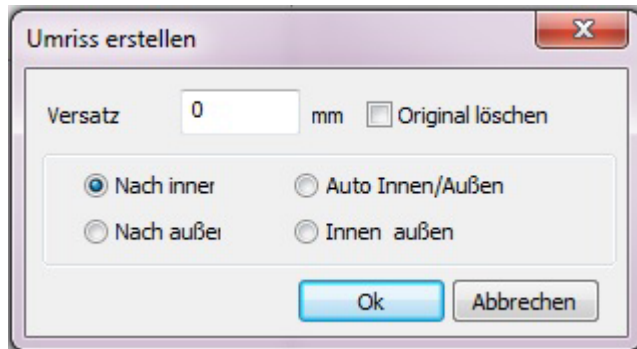 Umriss erstellen
Versatz 0 mm Original löschen
Nach inner Auto Innen/Außen
Nach außer Innen außen
Ok Abbrechen